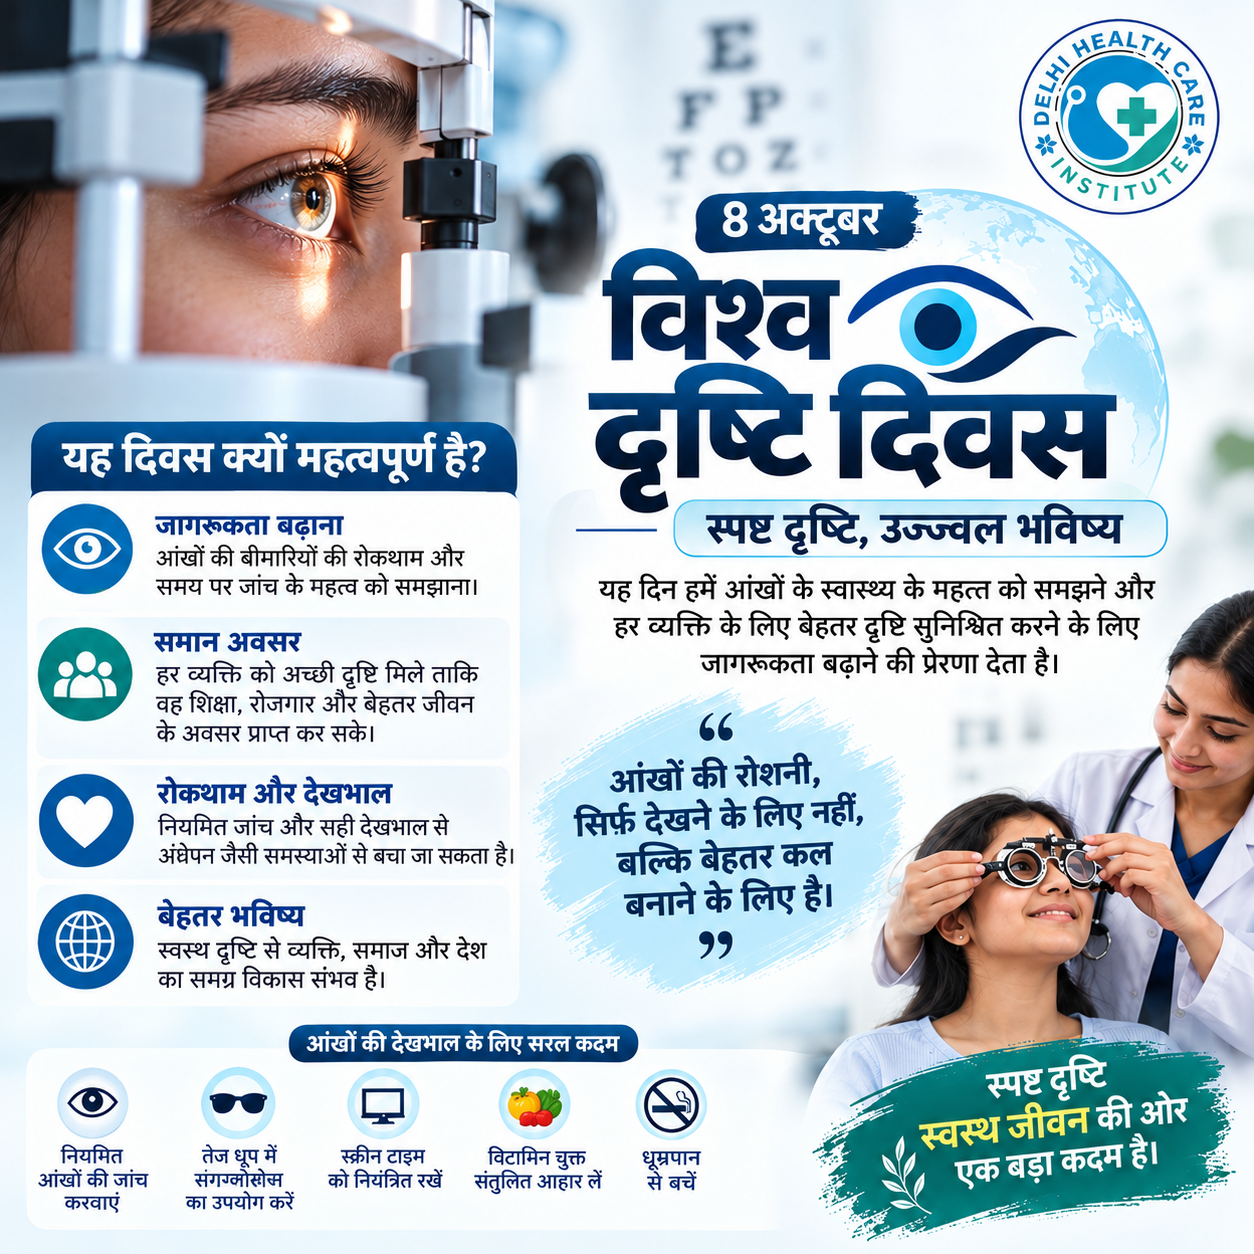 E
F P
T O Z
DELHI HEALTH CARE
INSTITUTE
8 अक्टूबर
विश्व
दृष्टि दिवस
स्पष्ट दृष्टि, उज्ज्वल भविष्य
यह दिन हमें आंखों के स्वास्थ्य के महत्त को समझने और
हर व्यक्ति के लिए बेहतर दृष्टि सुनिश्चित करने के लिए
जागरूकता बढ़ाने की प्रेरणा देता है।
यह दिवस क्यों महत्वपूर्ण है?
जागरूकता बढ़ाना
आंखों की बीमारियों की रोकथाम और
समय पर जांच के महत्व को समझाना।
समान अवसर
हर व्यक्ति को अच्छी दृष्टि मिले ताकि
वह शिक्षा, रोजगार और बेहतर जीवन
के अवसर प्राप्त कर सके।
रोकथाम और देखभाल
नियमित जांच और सही देखभाल से
अंधेपन जैसी समस्याओं से बचा जा सकता है।
बेहतर भविष्य
स्वस्थ दृष्टि से व्यक्ति, समाज और देश
का समग्र विकास संभव है।
“
आंखों की रोशनी,
सिर्फ़ देखने के लिए नहीं,
बल्कि बेहतर कल
बनाने के लिए है।
”
आंखों की देखभाल के लिए सरल कदम
नियमित
आंखों की जांच
करवाएं
तेज धूप में
का उपयोग करें
स्क्रीन टाइम
को नियंत्रित रखें
विटामिन चुक्त
संतुलित आहार लें
धूम्रपान
से बचें
स्पष्ट दृष्टि
स्वस्थ जीवन की ओर
एक बड़ा कदम है।